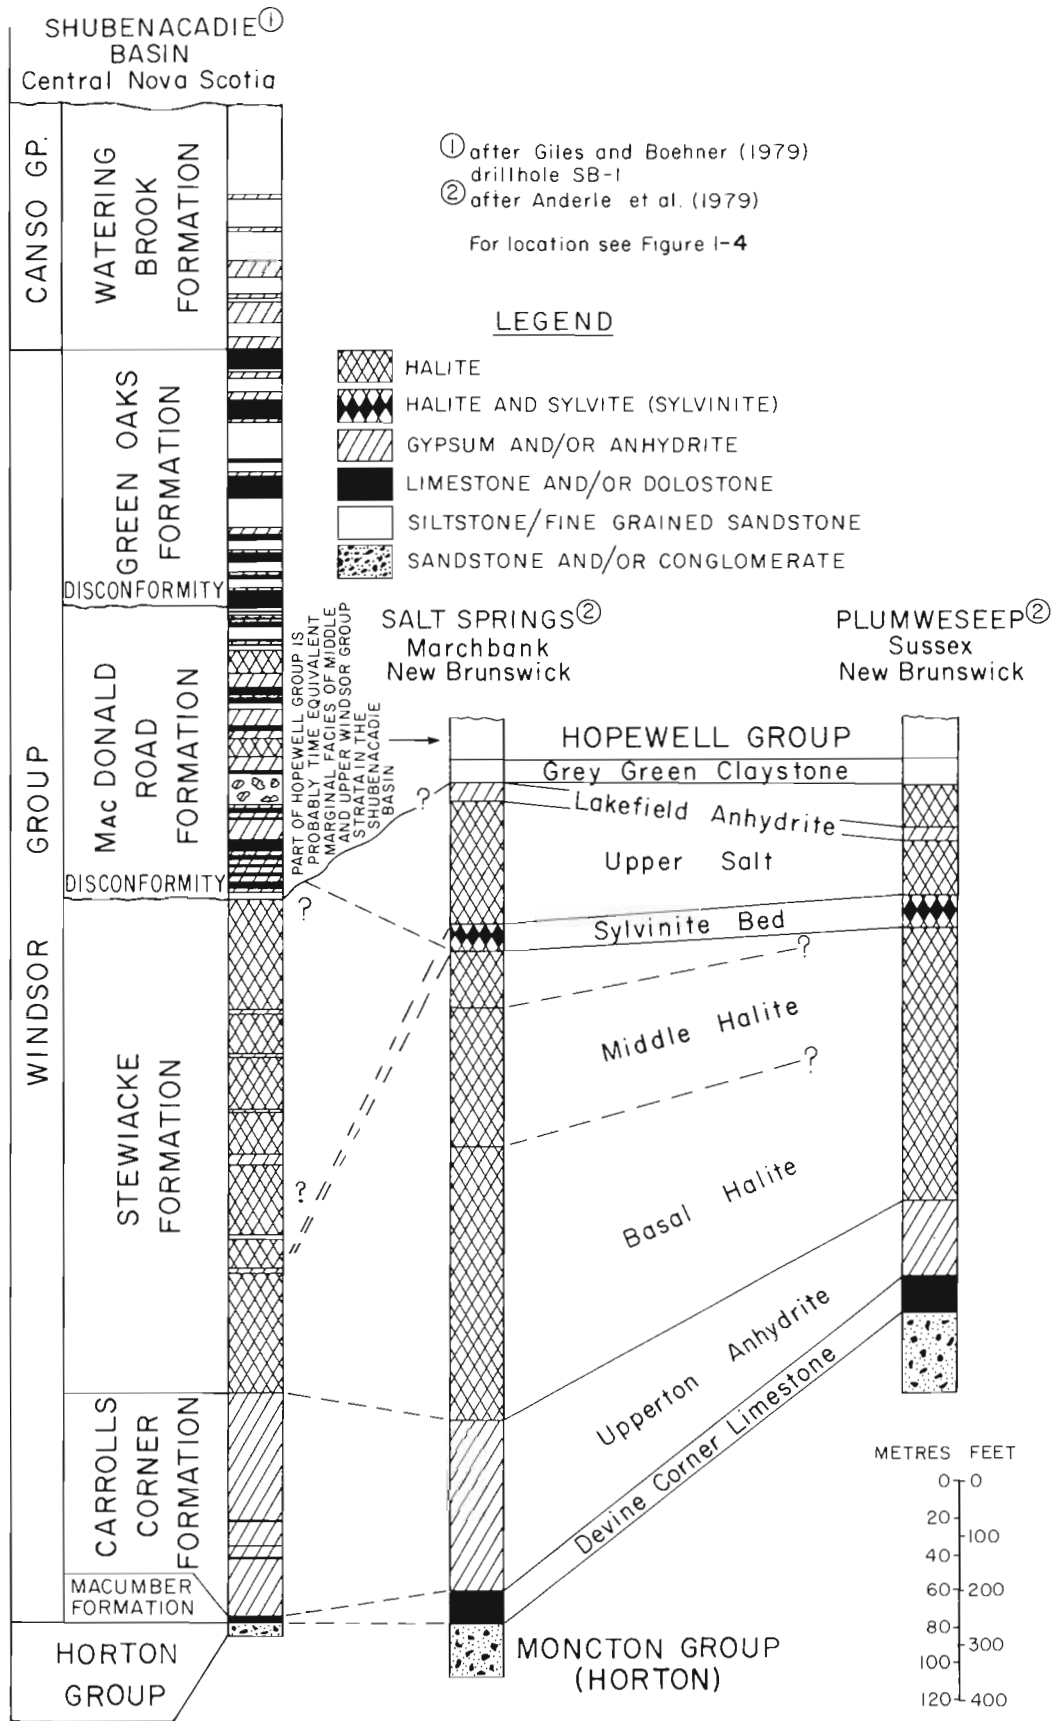 SHUBENACADIE①
BASIN
Central Nova Scotia
① after Giles and Boehner (1979)
drillhole SB-1
② after Anderle et al. (1979)
For location see Figure 1-4
LEGEND
HALITE
HALITE AND SYLVITE (SYLVINITE)
GYPSUM AND/OR ANHYDRITE
LIMESTONE AND/OR DOLOSTONE
SILTSTONE/FINE GRAINED SANDSTONE
SANDSTONE AND/OR CONGLOMERATE
CANSO GP.
WATERING
BROOK
FORMATION
GREEN OAKS
FORMATION
DISCONFORMITY
WINDSOR GROUP
MacDONALD
ROAD
FORMATION
DISCONFORMITY
STEWIACKE
FORMATION
CARROLLS
CORNER
FORMATION
MACUMBER
FORMATION
HORTON
GROUP
PART OF HOPEWELL GROUP IS
PROBABLY TIME EQUIVALENT
MARGINAL FACIES OF MIDDLE
AND UPPER WINDSOR GROUP
STRATA IN THE
SHUBENACADIE
BASIN
?
?
?
SALT SPRINGS②
Marchbank
New Brunswick
PLUMWESEEP②
Sussex
New Brunswick
HOPEWELL GROUP
Grey Green Claystone
Lakefield Anhydrite
Upper Salt
Sylvinite Bed
?
Middle Halite
?
Basal Halite
Upperton Anhydrite
Devine Corner Limestone
MONCTON GROUP
(HORTON)
METRES FEET
0 0
20
100
40
60 200
80
300
100
120 400